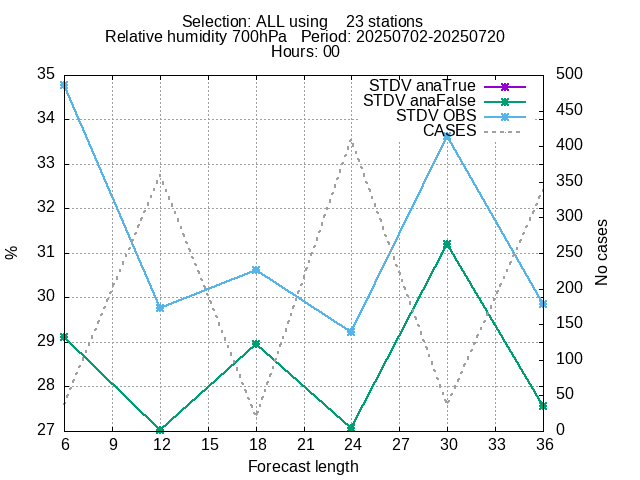 Selection: ALL using    23 stations
Relative humidity 700hPa   Period: 20250702-20250720
Hours: 00
STDV anaTrue
STDV anaFalse
STDV OBS
CASES
35
34
33
32
31
30
29
28
27
%
500
450
400
350
300
250
200
150
100
50
0
No cases
6 9 12 15 18 21 24 27 30 33 36
Forecast length